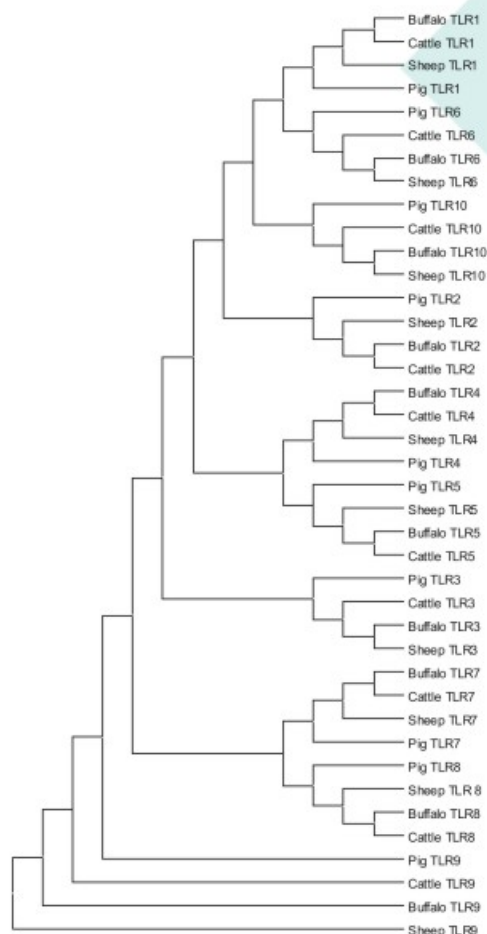 Buffalo TLR1
Cattle TLR1
Sheep TLR1
Pig TLR1
Pig TLR6
Cattle TLR6
Buffalo TLR6
Sheep TLR6
Pig TLR10
Cattle TLR10
Buffalo TLR10
Sheep TLR10
Pig TLR2
Sheep TLR2
Buffalo TLR2
Cattle TLR2
Buffalo TLR4
Cattle TLR4
Sheep TLR4
Pig TLR4
Pig TLR5
Sheep TLR5
Buffalo TLR5
Cattle TLR5
Pig TLR3
Cattle TLR3
Buffalo TLR3
Sheep TLR3
Buffalo TLR7
Cattle TLR7
Sheep TLR7
Pig TLR7
Pig TLR8
Sheep TLR 8
Buffalo TLR8
Cattle TLR8
Pig TLR9
Cattle TLR9
Buffalo TLR9
Sheep TLR9